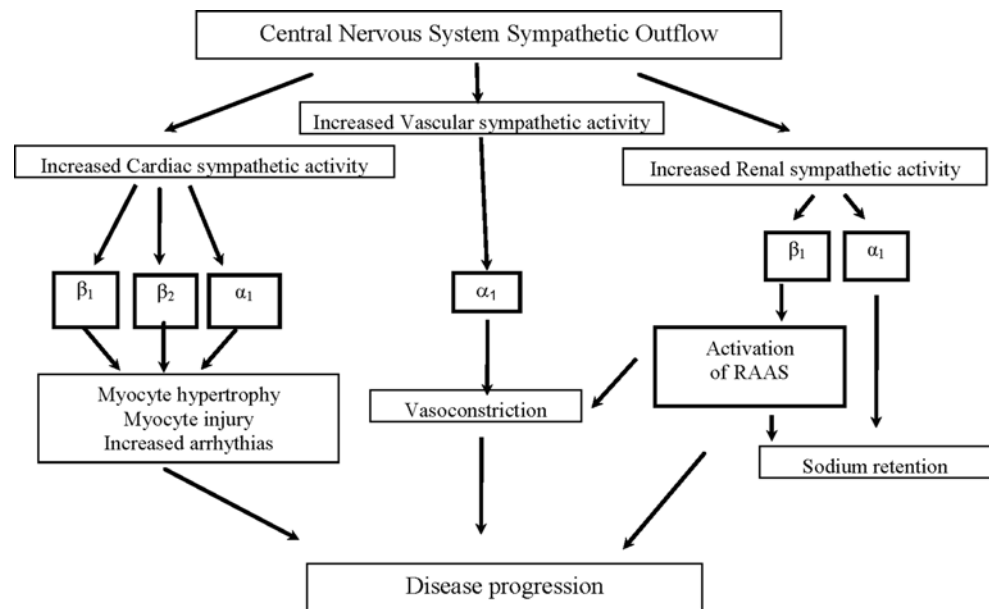 Central Nervous System Sympathetic Outflow
Increased Vascular sympathetic activity
Increased Cardiac sympathetic activity
Increased Renal sympathetic activity
β1
α1
β1
β2
α1
α1
Activation
of RAAS
Myocyte hypertrophy
Myocyte injury
Increased arrhythias
Vasoconstriction
Sodium retention
Disease progression